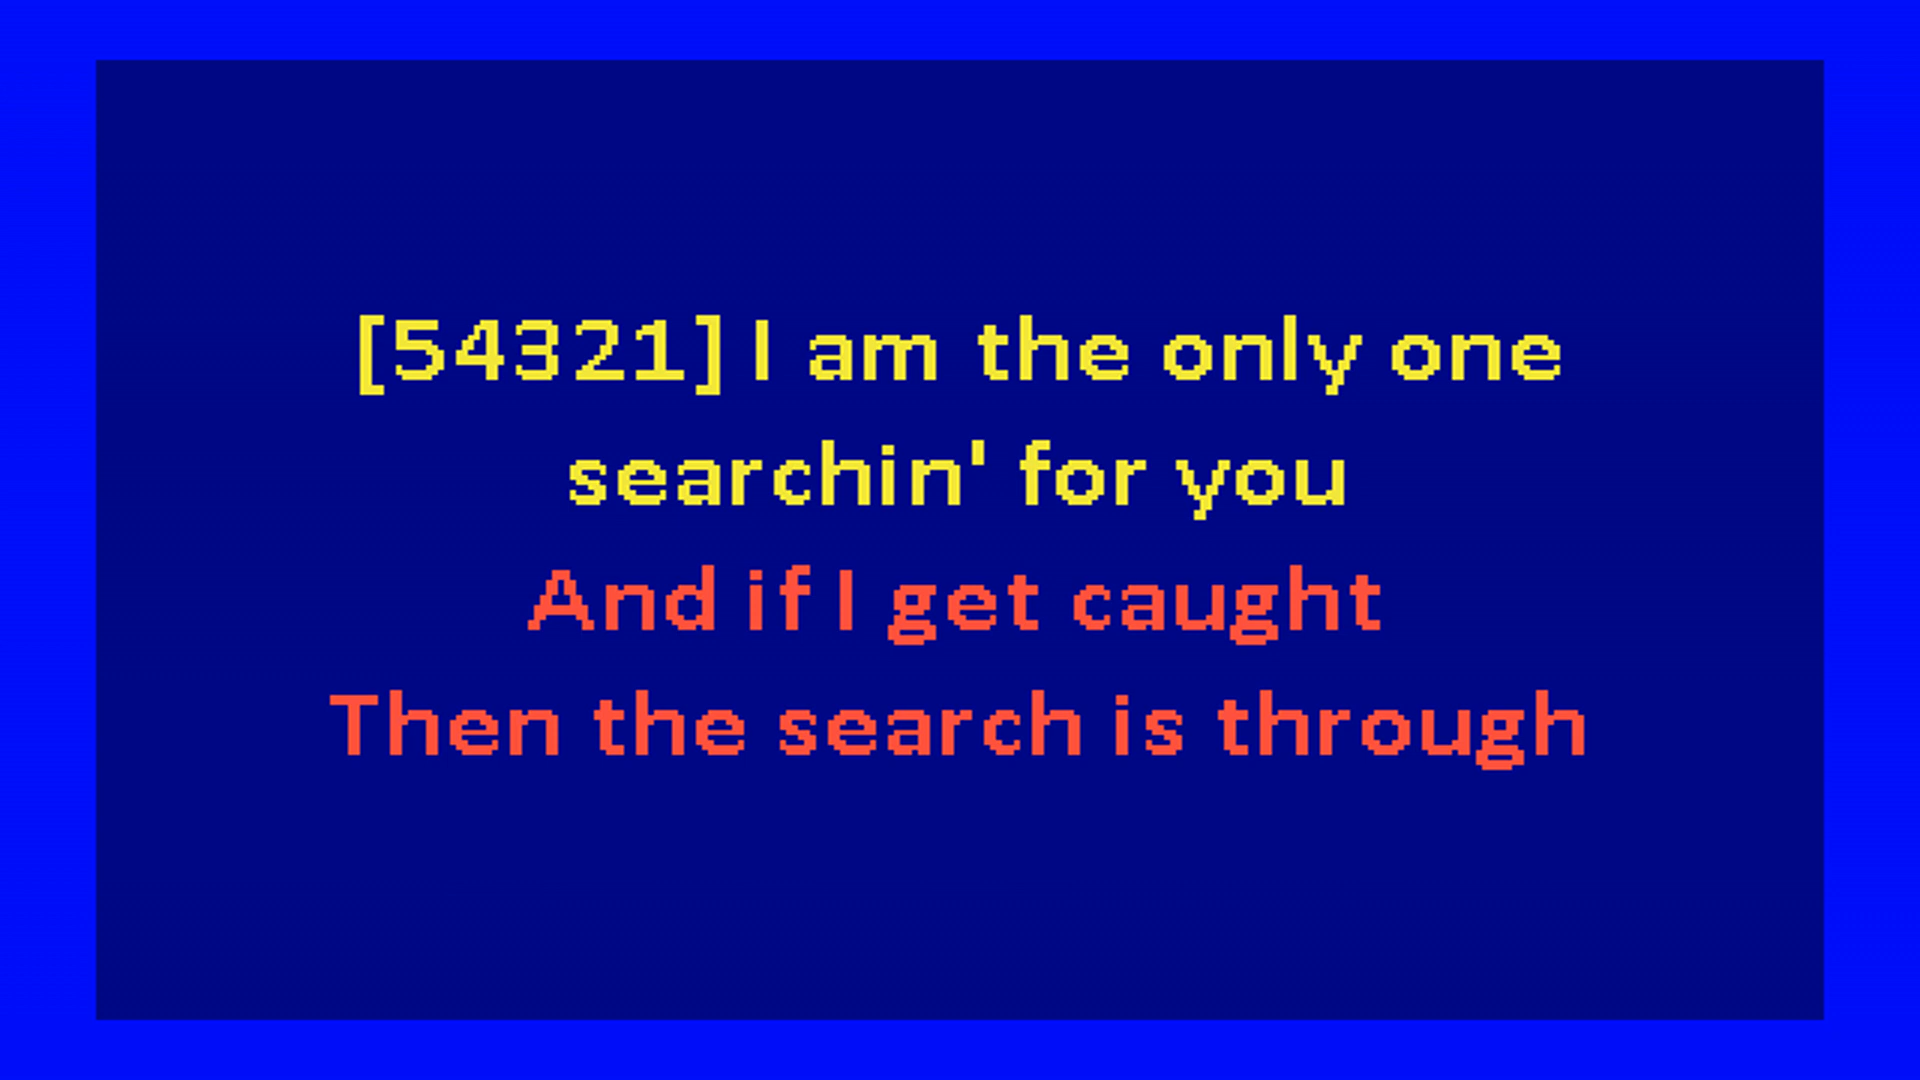 [54321] I am the only one
searchin' for you
And if I get caught
Then the search is through